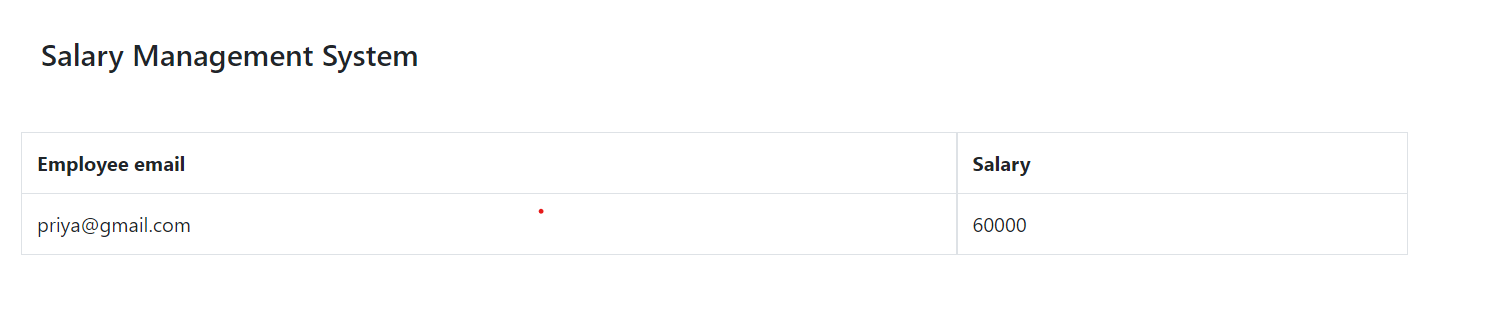 Salary Management System
Employee email Salary
priya@gmail.com 60000